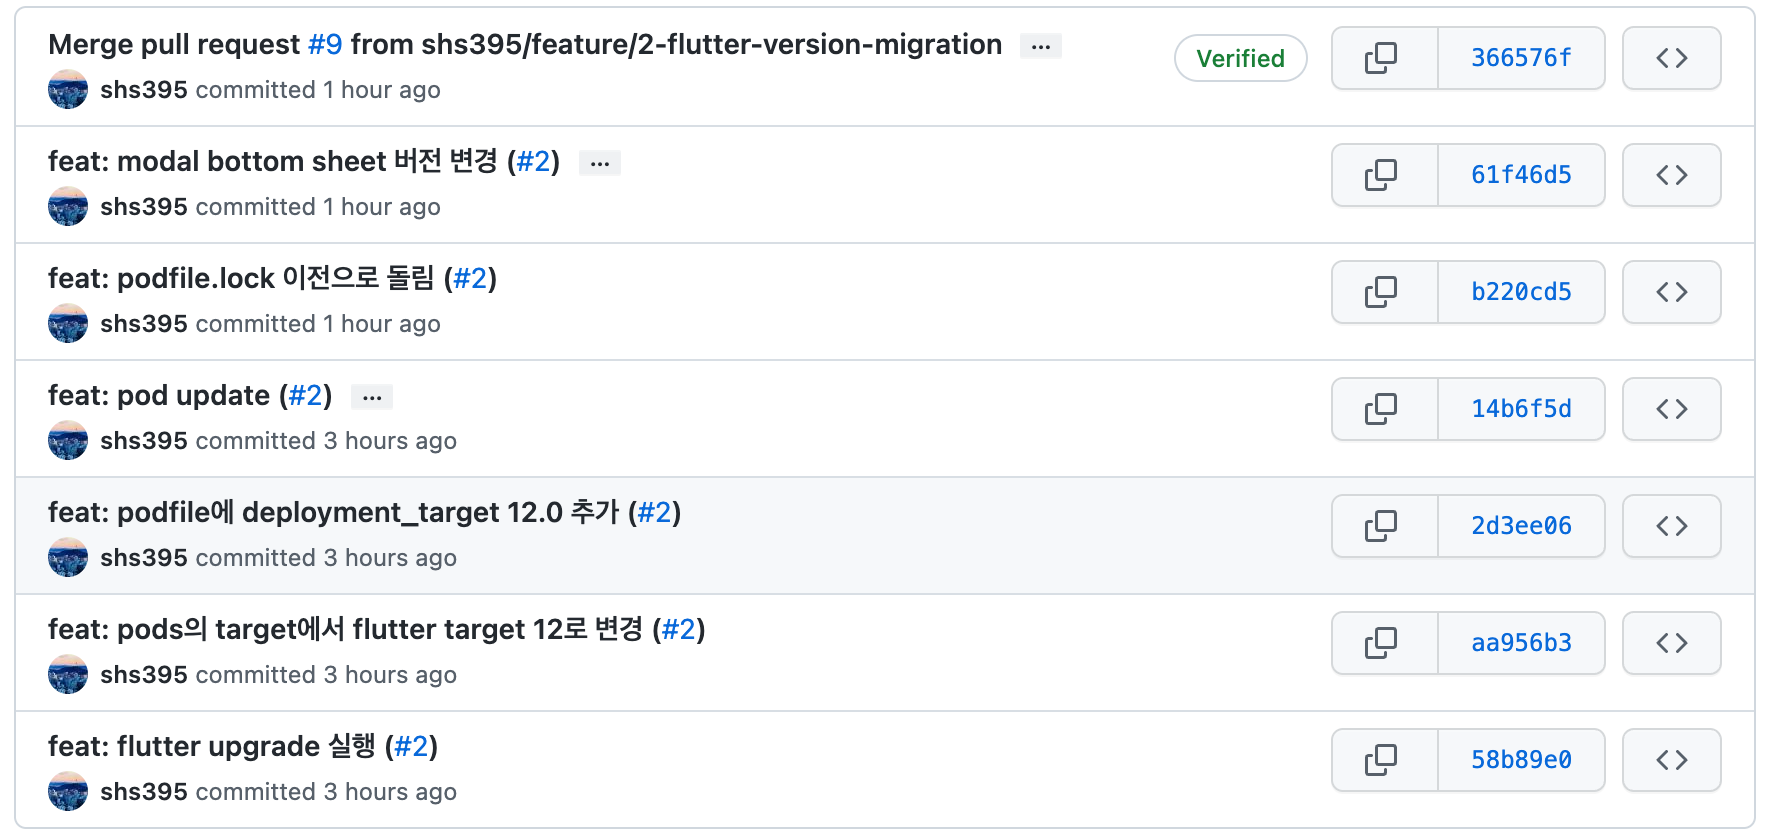 Merge pull request #9 from shs395/feature/2-flutter-version-migration ...
shs395 committed 1 hour ago
Verified
366576f
feat: modal bottom sheet 버전 변경 (#2) ...
shs395 committed 1 hour ago
61f46d5
feat: podfile.lock 이전으로 돌림 (#2)
shs395 committed 1 hour ago
b220cd5
feat: pod update (#2) ...
shs395 committed 3 hours ago
14b6f5d
feat: podfile에 deployment_target 12.0 추가 (#2)
shs395 committed 3 hours ago
2d3ee06
feat: pods의 target에서 flutter target 12로 변경 (#2)
shs395 committed 3 hours ago
aa956b3
feat: flutter upgrade 실행 (#2)
shs395 committed 3 hours ago
58b89e0